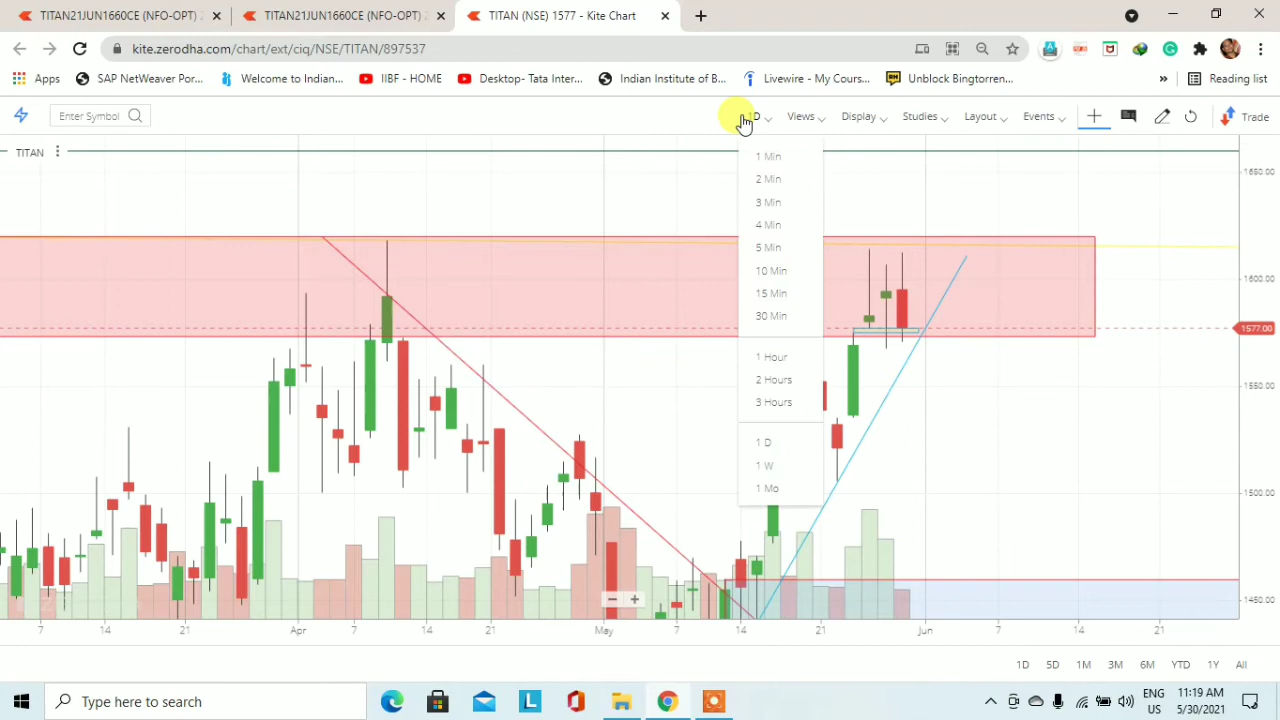 TITAN21JUN1660CE (NFO-OPT)
TITAN21JUN1660CE (NFO-OPT)
TITAN (NSE) 1577 - Kite Chart
kite.zerodha.com/chart/ext/ciq/NSE/TITAN/897537
Apps
SAP NetWeaver Por...
Welcome to Indian...
IIBF - HOME
Desktop- Tata Inter...
Indian Institute of B...
Livewire - My Cours...
Unblock Bingtorren...
»
Reading list
Enter Symbol
1D
Views
Display
Studies
Layout
Events
Trade
TITAN
1 Min
2 Min
3 Min
4 Min
5 Min
10 Min
15 Min
30 Min
1 Hour
2 Hours
3 Hours
1 D
1 W
1 Mo
1650.00
1600.00
1577.00
1550.00
1500.00
1450.00
7
14
21
Apr
7
14
21
May
7
14
21
Jun
7
14
21
1D
5D
1M
3M
6M
YTD
1Y
All
Type here to search
ENG
US
11:19 AM
5/30/2021